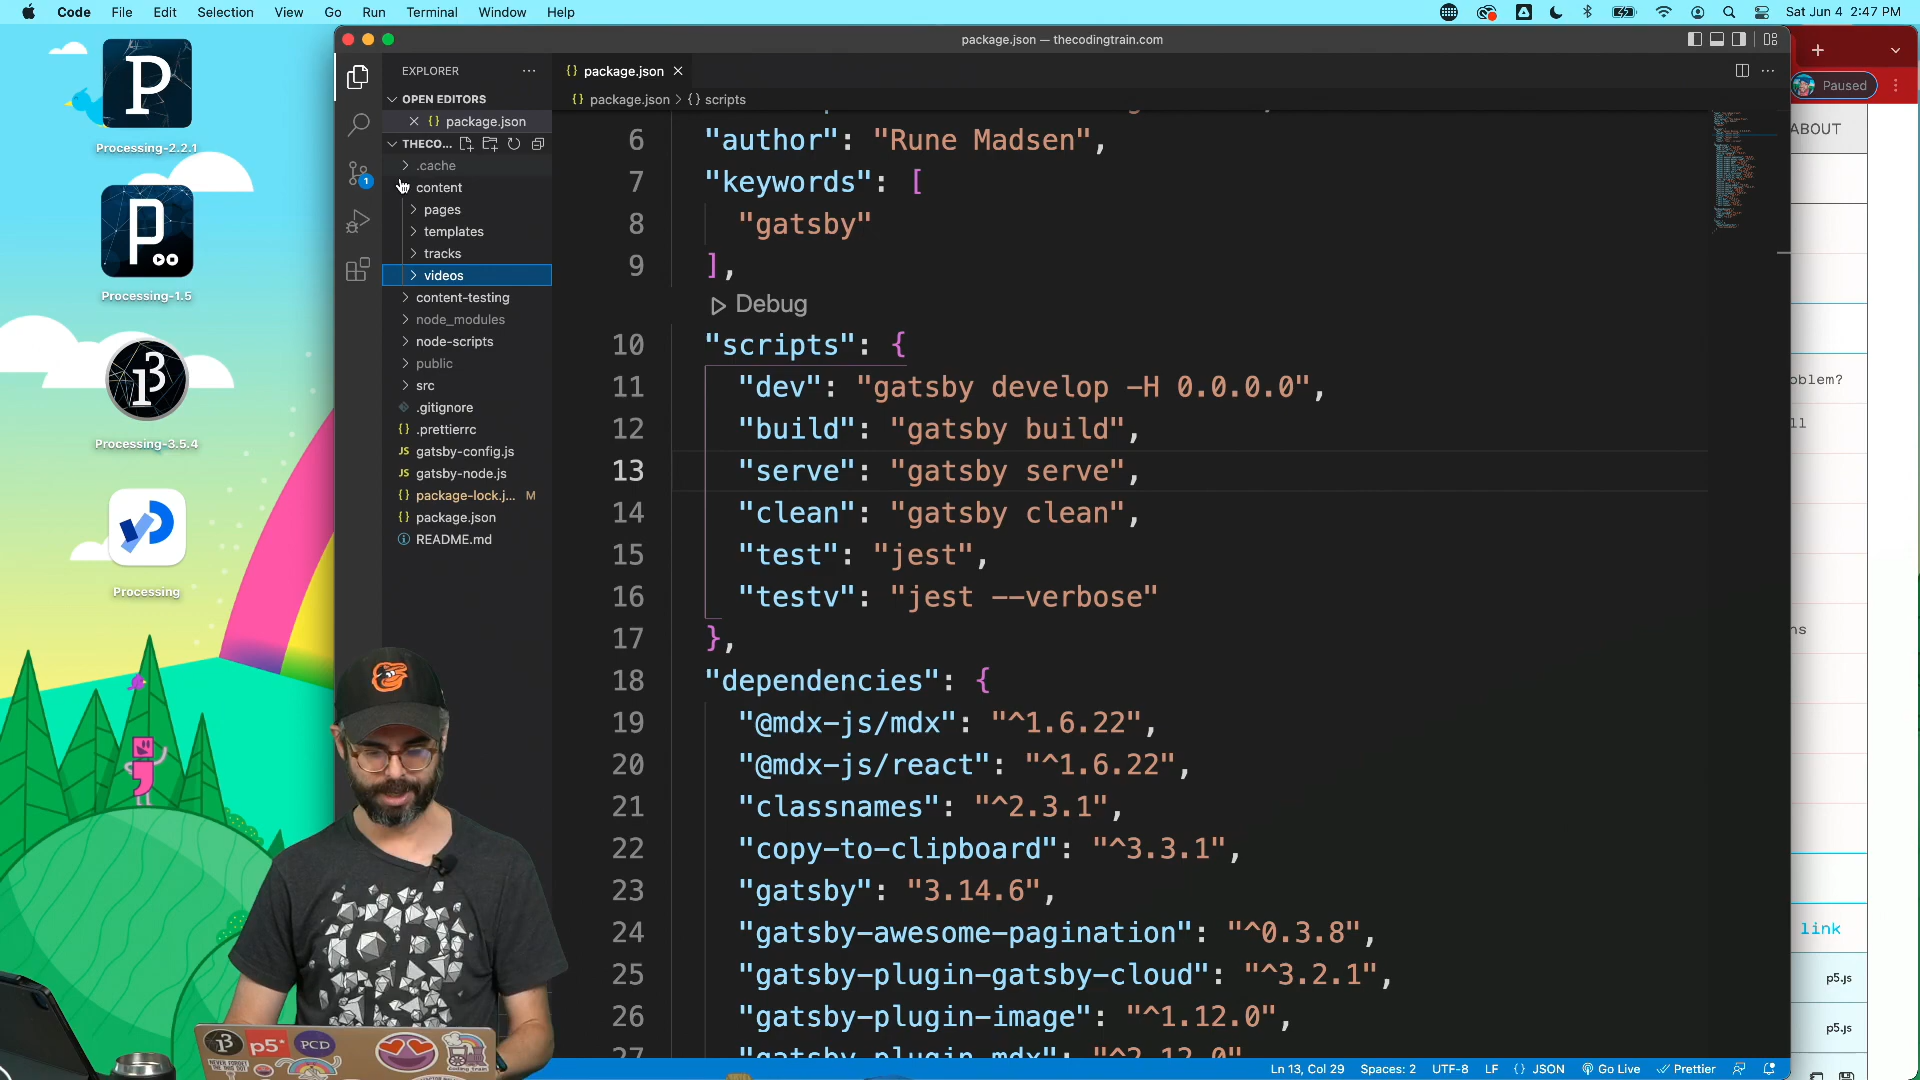 Code File Edit Selection View Go Run Terminal Window Help
Sat Jun 4 2:47 PM
package.json — thecodingtrain.com
Processing-2.2.1
Processing-1.5
Processing-3.5.4
Processing
EXPLORER
OPEN EDITORS
package.json
THECO...
.cache
content
pages
templates
tracks
videos
content-testing
node_modules
node-scripts
public
src
.gitignore
.prettierrc
JS gatsby-config.js
JS gatsby-node.js
package-lock.j... M
package.json
README.md
{} package.json
{} package.json > {} scripts
6 "author": "Rune Madsen",
7 "keywords": [
8 "gatsby"
9 ],
Debug
10 "scripts": {
11 "dev": "gatsby develop -H 0.0.0.0",
12 "build": "gatsby build",
13 "serve": "gatsby serve",
14 "clean": "gatsby clean",
15 "test": "jest",
16 "testv": "jest --verbose"
17 },
18 "dependencies": {
19 "@mdx-js/mdx": "^1.6.22",
20 "@mdx-js/react": "^1.6.22",
21 "classnames": "^2.3.1",
22 "copy-to-clipboard": "^3.3.1",
23 "gatsby": "3.14.6",
24 "gatsby-awesome-pagination": "^0.3.8",
25 "gatsby-plugin-gatsby-cloud": "^3.2.1",
26 "gatsby-plugin-image": "^1.12.0",
27 "gatsby-plugin-mdx": "^2.12.0"
Ln 13, Col 29 Spaces: 2 UTF-8 LF {} JSON Go Live Prettier
Paused
ABOUT
oblem?
ll
ns
link
p5.js
p5.js
p5*
PCD